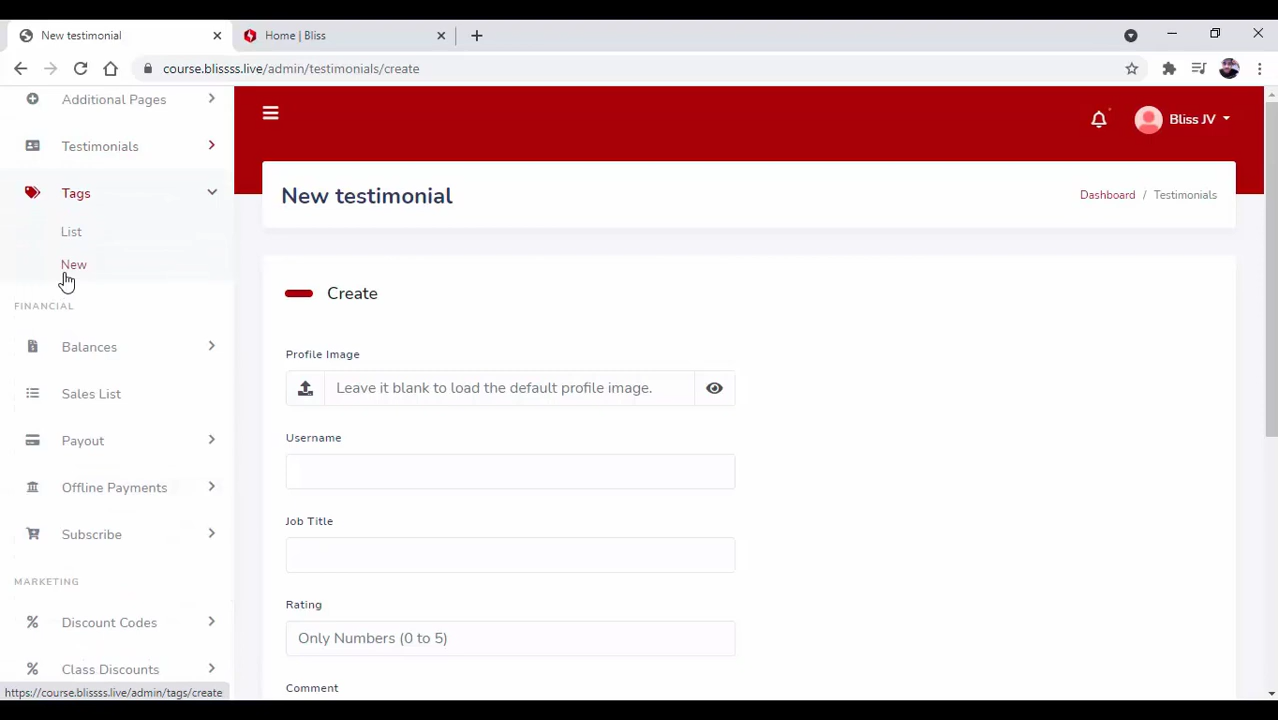 New testimonial
Home | Bliss
course.blissss.live/admin/testimonials/create
Additional Pages
Testimonials
Tags
List
New
FINANCIAL
Balances
Sales List
Payout
Offline Payments
Subscribe
MARKETING
Discount Codes
Class Discounts
https://course.blissss.live/admin/tags/create
Bliss JV
New testimonial
Dashboard / Testimonials
Create
Profile Image
Leave it blank to load the default profile image.
Username
Job Title
Rating
Only Numbers (0 to 5)
Comment